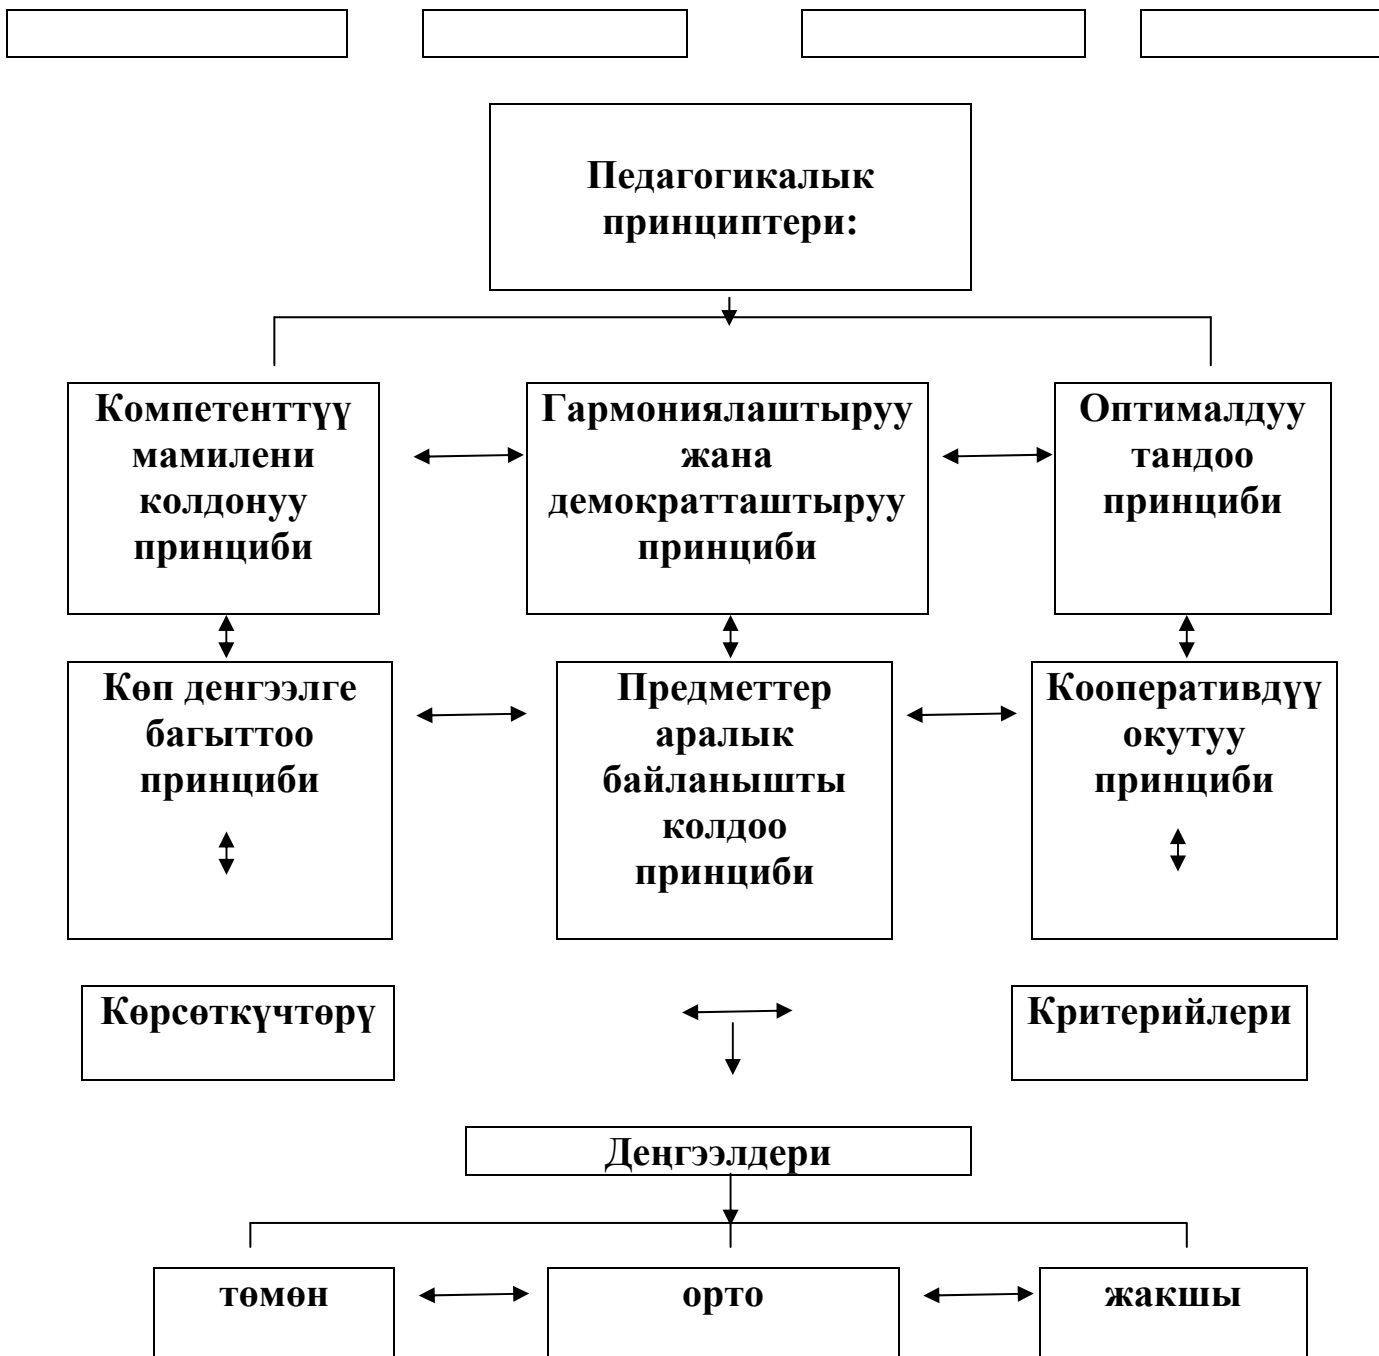 Педагогикалык
принциптери:
Компетенттүү
мамилени
колдонуу
принциби
Гармониялаштыруу
жана
демократташтыруу
принциби
Оптималдуу
тандоо
принциби
Көп денгээлге
багыттоо
принциби
Предметтер
аралык
байланышты
колдоо
принциби
Кооперативдүү
окутуу
принциби
Көрсөткүчтөрү
Критерийлери
Деңгээлдери
төмөн
орто
жакшы